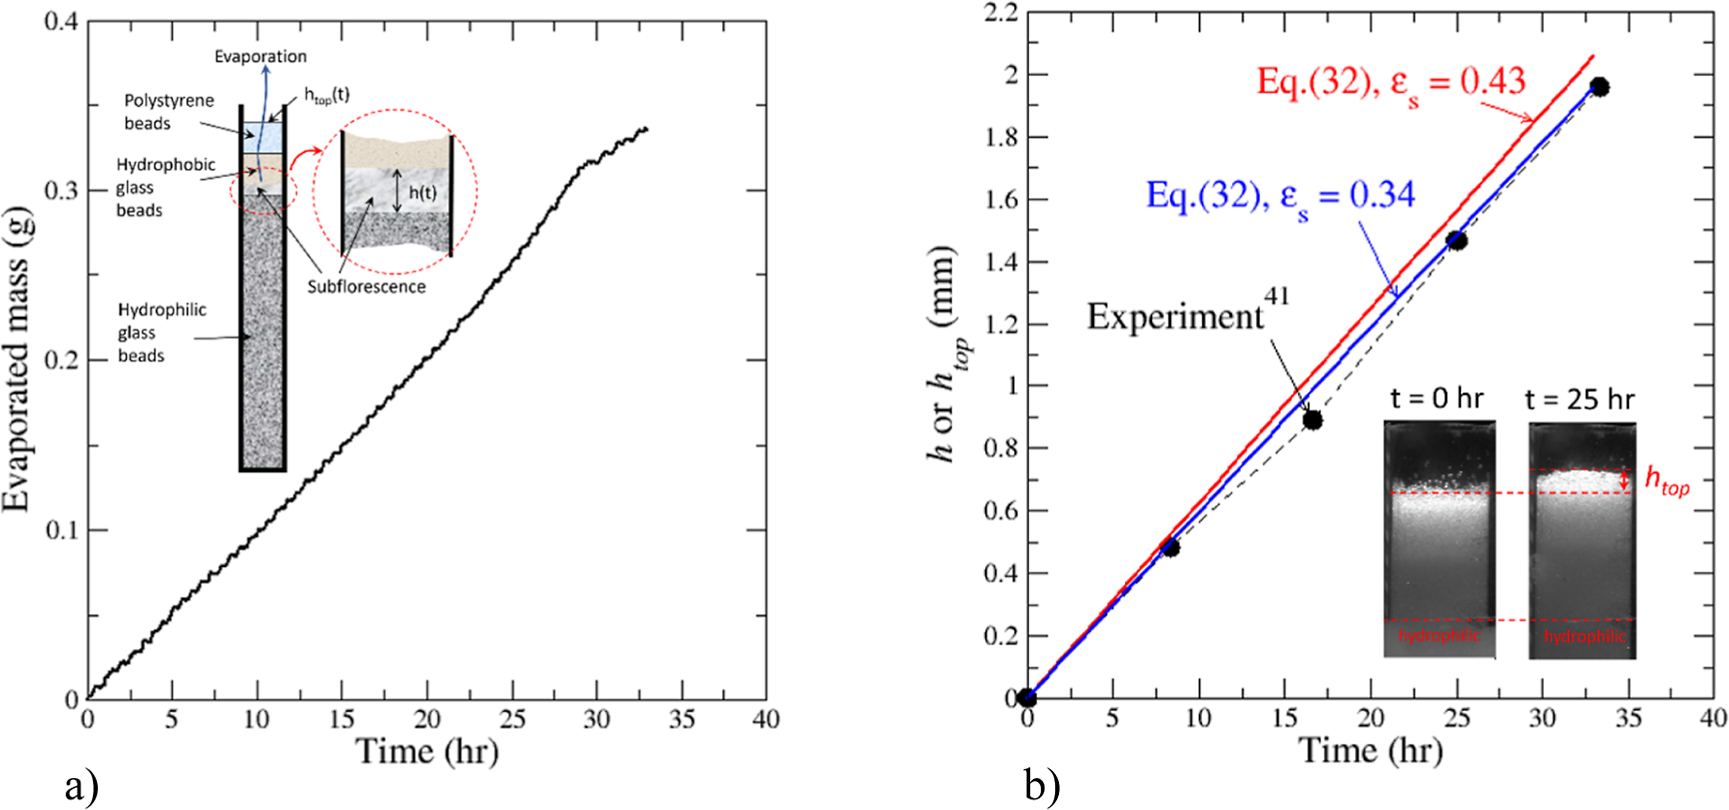 0.4
0.3
0.2
0.1
0
Evaporated mass (g)
0 5 10 15 20 25 30 35 40
Time (hr)
Evaporation
Polystyrene
beads
h_top(t)
Hydrophobic
glass
beads
h(t)
Subflorescence
Hydrophilic
glass
beads
a)
2.2
2
1.8
1.6
1.4
1.2
1
0.8
0.6
0.4
0.2
0
h or h_top (mm)
0 5 10 15 20 25 30 35 40
Time (hr)
Eq.(32), ε_s = 0.43
Eq.(32), ε_s = 0.34
Experiment⁴¹
t = 0 hr t = 25 hr
h_top
hydrophilic hydrophilic
b)